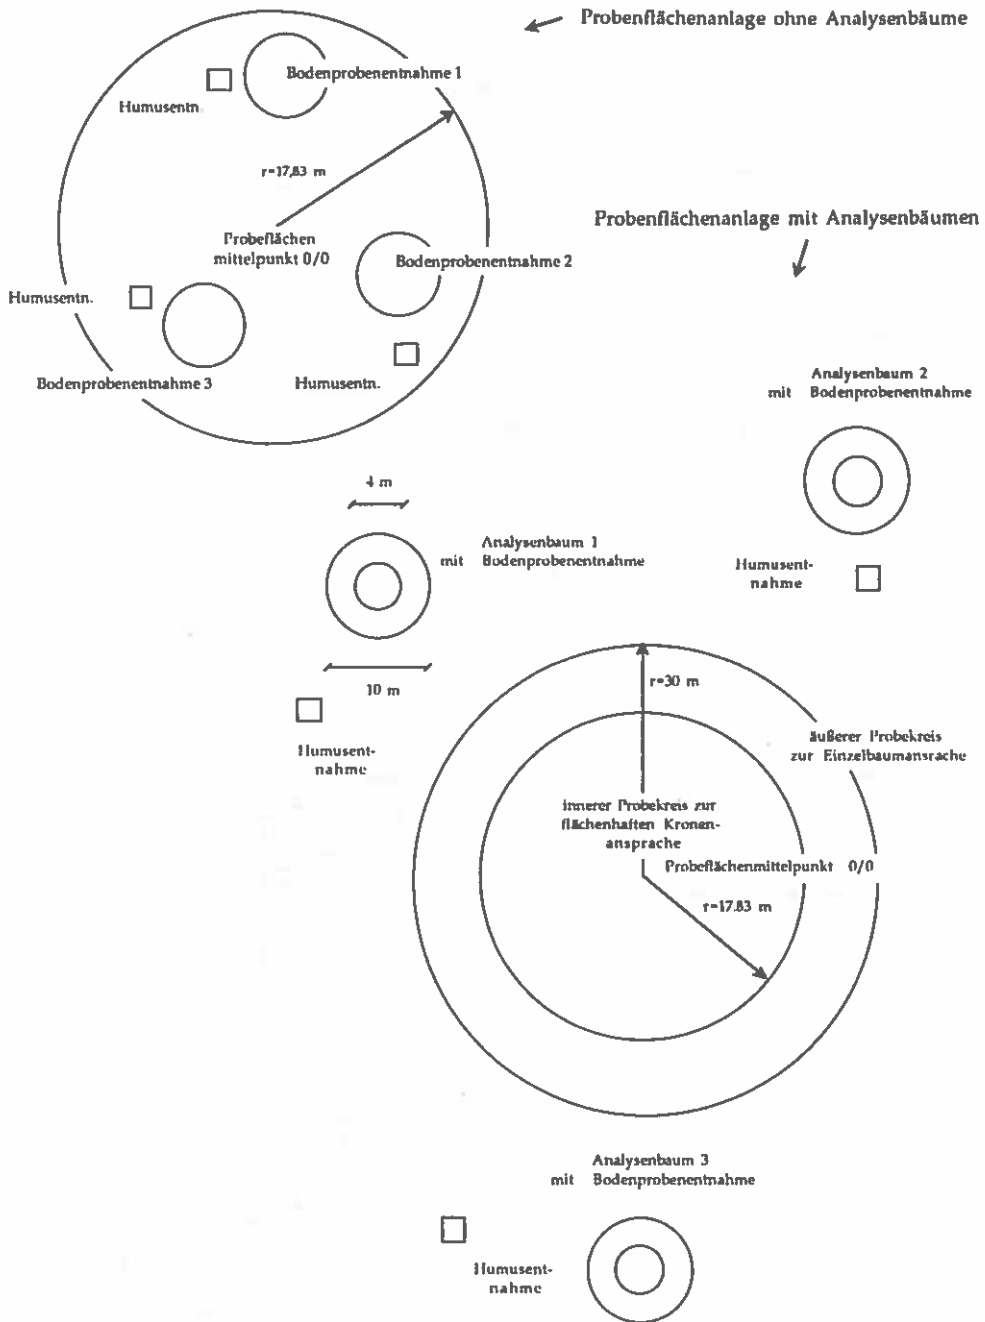 Probenflächenanlage ohne Analysenbäume
Bodenprobenentnahme 1
Humusentn.
r=17,83 m
Probeflächen
mittelpunkt 0/0
Bodenprobenentnahme 2
Humusentn.
Bodenprobenentnahme 3
Humusentn.
Probenflächenanlage mit Analysenbäumen
Analysenbaum 2
mit Bodenprobenentnahme
Humusent-
nahme
4 m
Analysenbaum 1
mit Bodenprobenentnahme
10 m
Humusent-
nahme
r=30 m
äußerer Probekreis
zur Einzelbaumansrache
innerer Probekreis zur
flächenhaften Kronen-
ansprache
Probeflächenmittelpunkt 0/0
r=17.83 m
Analysenbaum 3
mit Bodenprobenentnahme
Humusent-
nahme